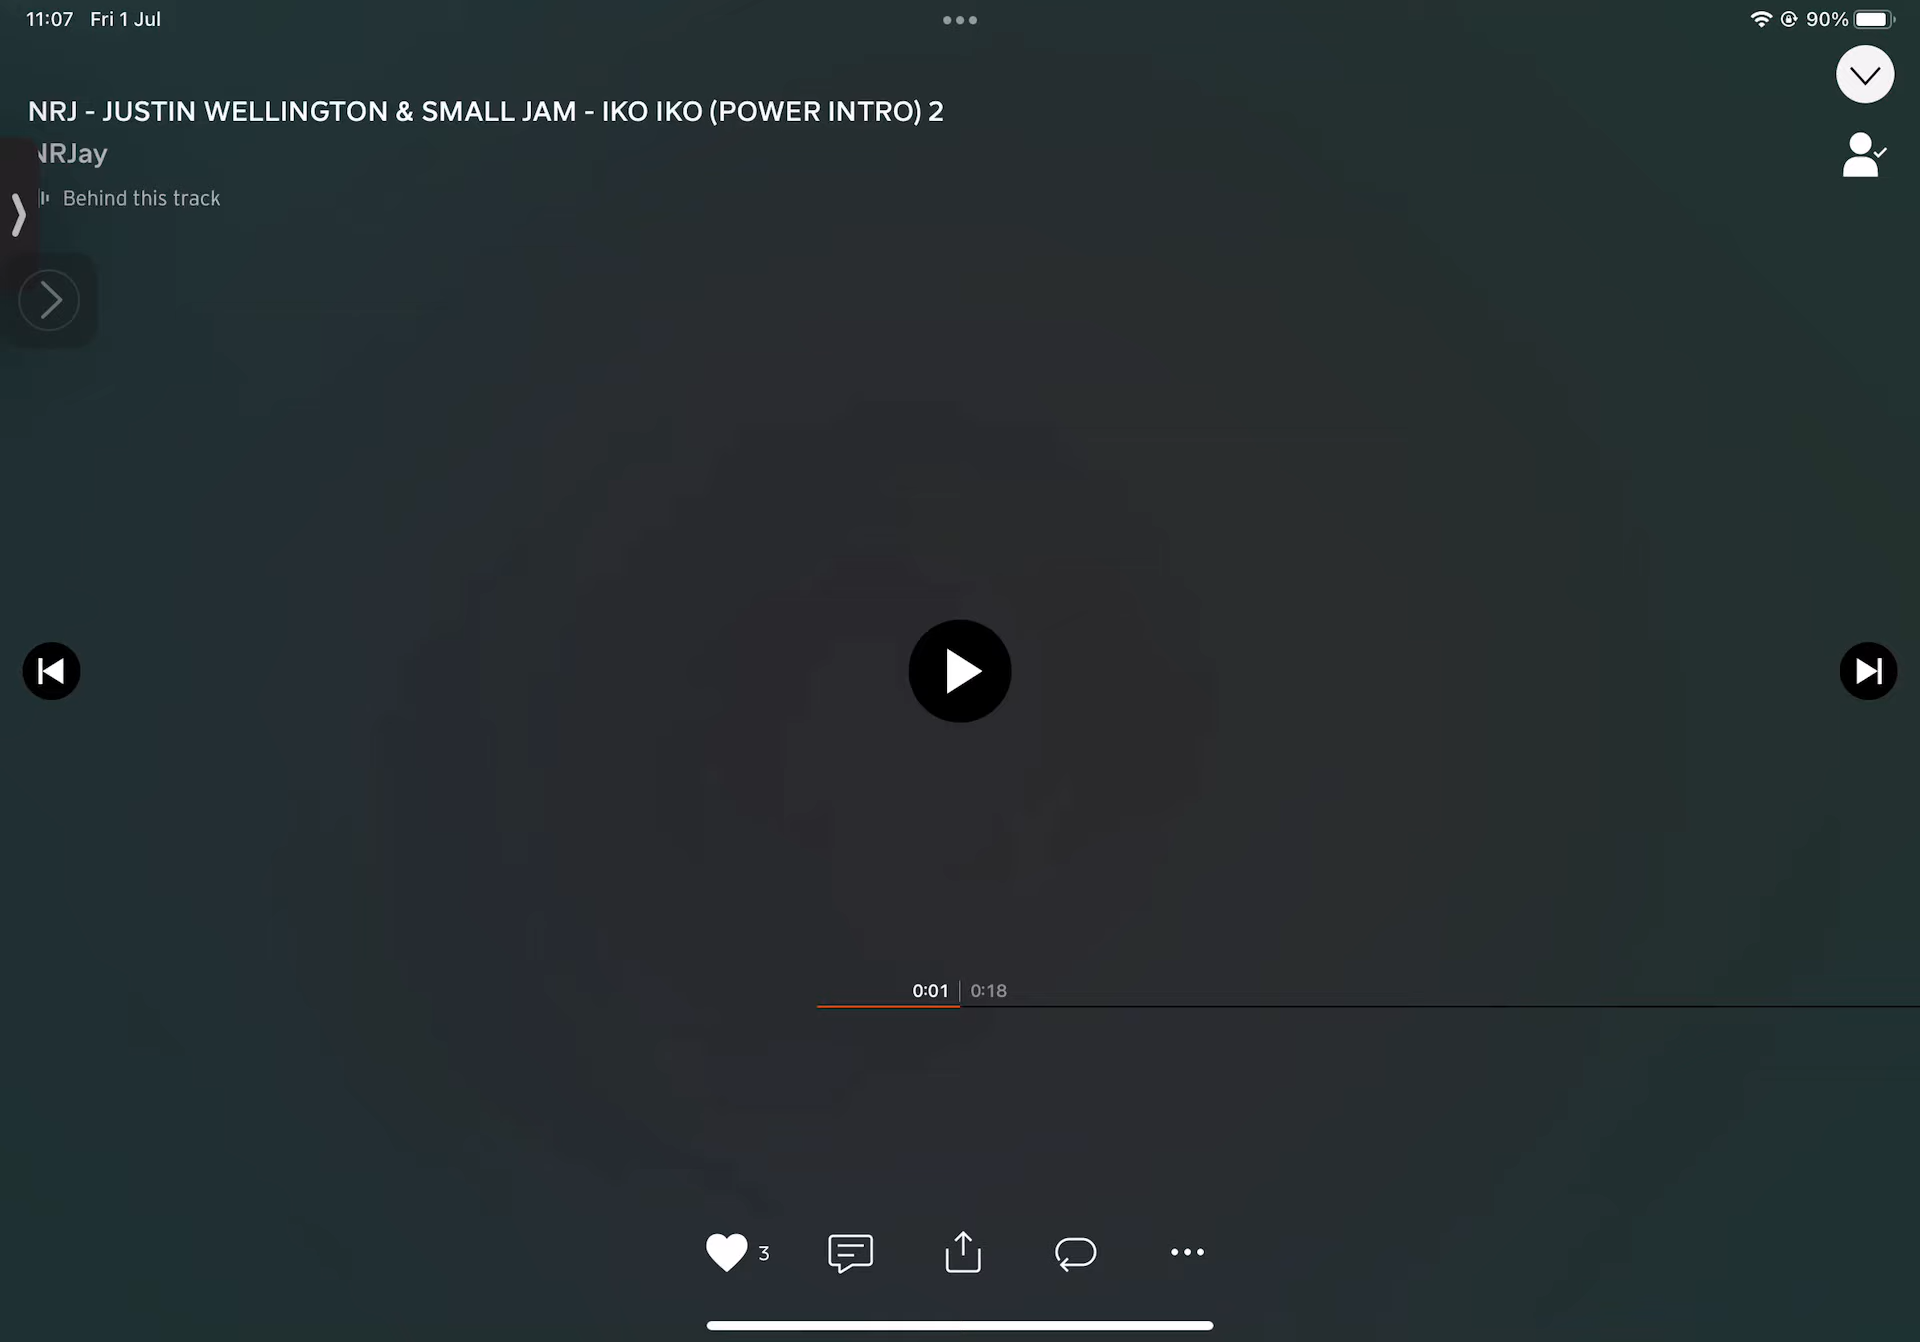 11:07 Fri 1 Jul
90%
NRJ - JUSTIN WELLINGTON & SMALL JAM - IKO IKO (POWER INTRO) 2
NRJay
Behind this track
0:01 0:18
3